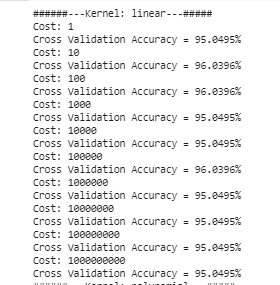 ######---Kernel: linear---#####
Cost: 1
Cross Validation Accuracy = 95.0495%
Cost: 10
Cross Validation Accuracy = 96.0396%
Cost: 100
Cross Validation Accuracy = 96.0396%
Cost: 1000
Cross Validation Accuracy = 95.0495%
Cost: 10000
Cross Validation Accuracy = 95.0495%
Cost: 100000
Cross Validation Accuracy = 96.0396%
Cost: 1000000
Cross Validation Accuracy = 95.0495%
Cost: 10000000
Cross Validation Accuracy = 95.0495%
Cost: 100000000
Cross Validation Accuracy = 95.0495%
Cost: 1000000000
Cross Validation Accuracy = 95.0495%